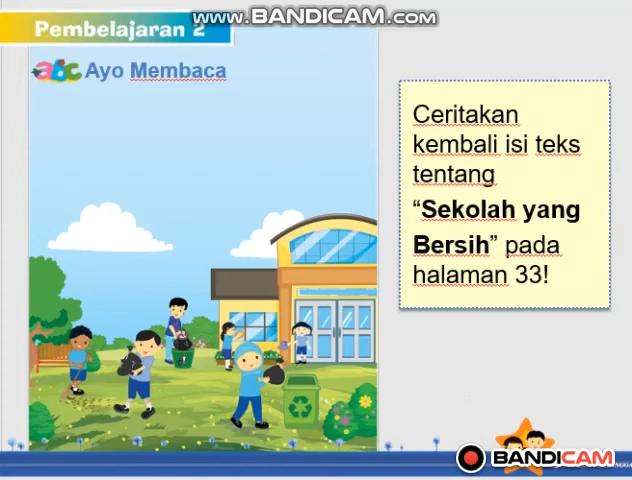 www.BANDICAM.com
Pembelajaran 2
abc Ayo Membaca
Ceritakan
kembali isi teks
tentang
“Sekolah yang
Bersih” pada
halaman 33!
BANDICAM